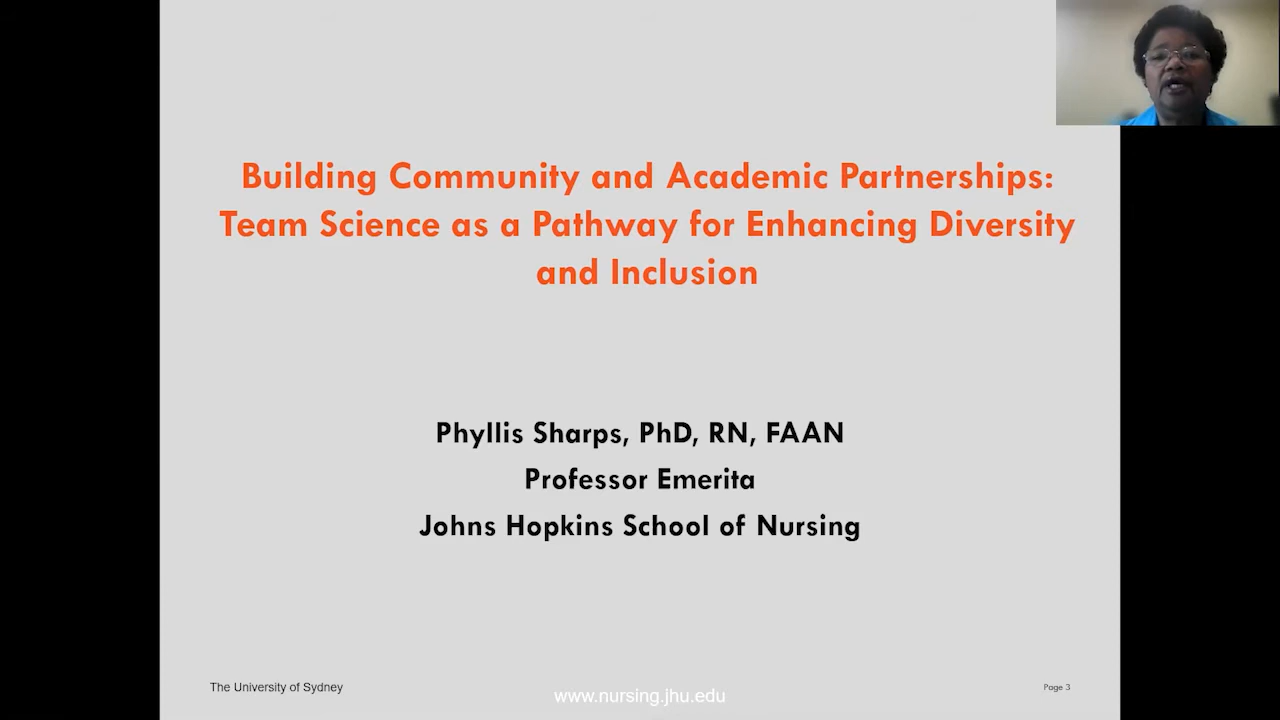 Building Community and Academic Partnerships:
Team Science as a Pathway for Enhancing Diversity
and Inclusion
Phyllis Sharps, PhD, RN, FAAN
Professor Emerita
Johns Hopkins School of Nursing
The University of Sydney
www.nursing.jhu.edu
Page 3